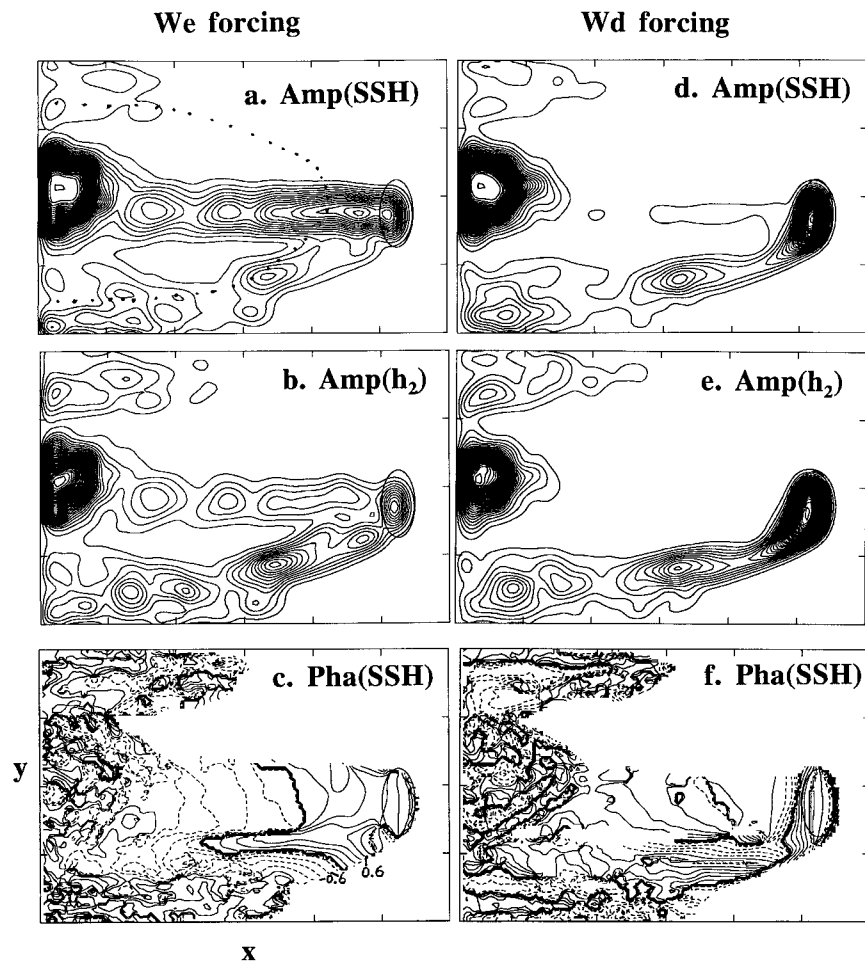 We forcing
Wd forcing
a. Amp(SSH)
d. Amp(SSH)
b. Amp(h₂)
e. Amp(h₂)
c. Pha(SSH)
f. Pha(SSH)
y
-0.6
0.6
x